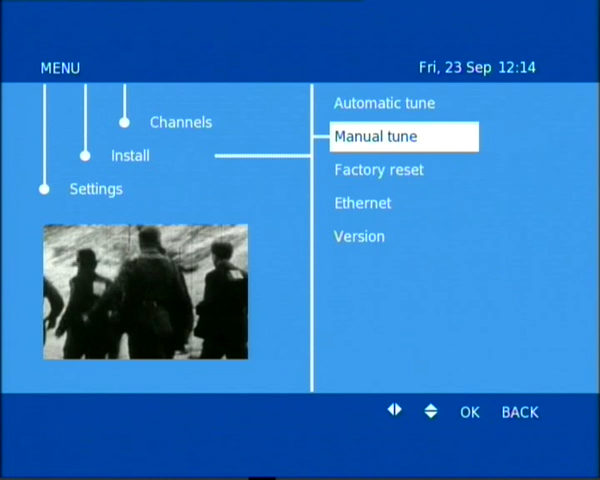 MENU
Fri, 23 Sep 12:14
Channels
Install
Settings
Automatic tune
Manual tune
Factory reset
Ethernet
Version
OK BACK